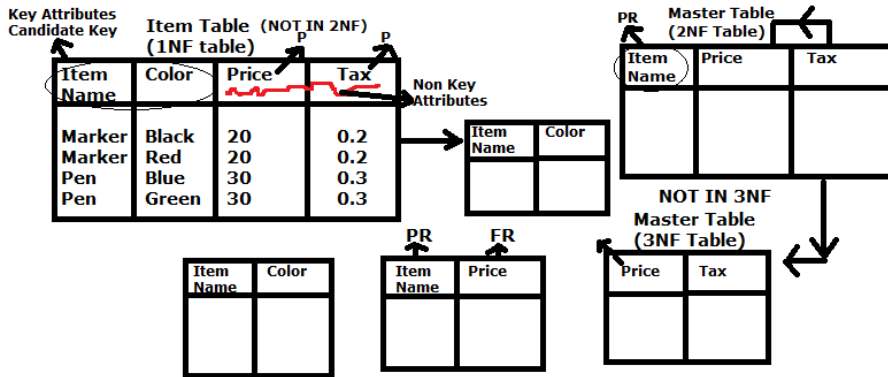 Key Attributes
Candidate Key
Item Table (NOT IN 2NF)
(1NF table)
P
P
Item Name
Color
Price
Tax
Non Key
Attributes
Marker Black 20 0.2
Marker Red 20 0.2
Pen Blue 30 0.3
Pen Green 30 0.3
Item Name
Color
PR
Master Table
(2NF Table)
Item Name
Price
Tax
NOT IN 3NF
Master Table
(3NF Table)
Price
Tax
PR
FR
Item Name
Price
Item Name
Color